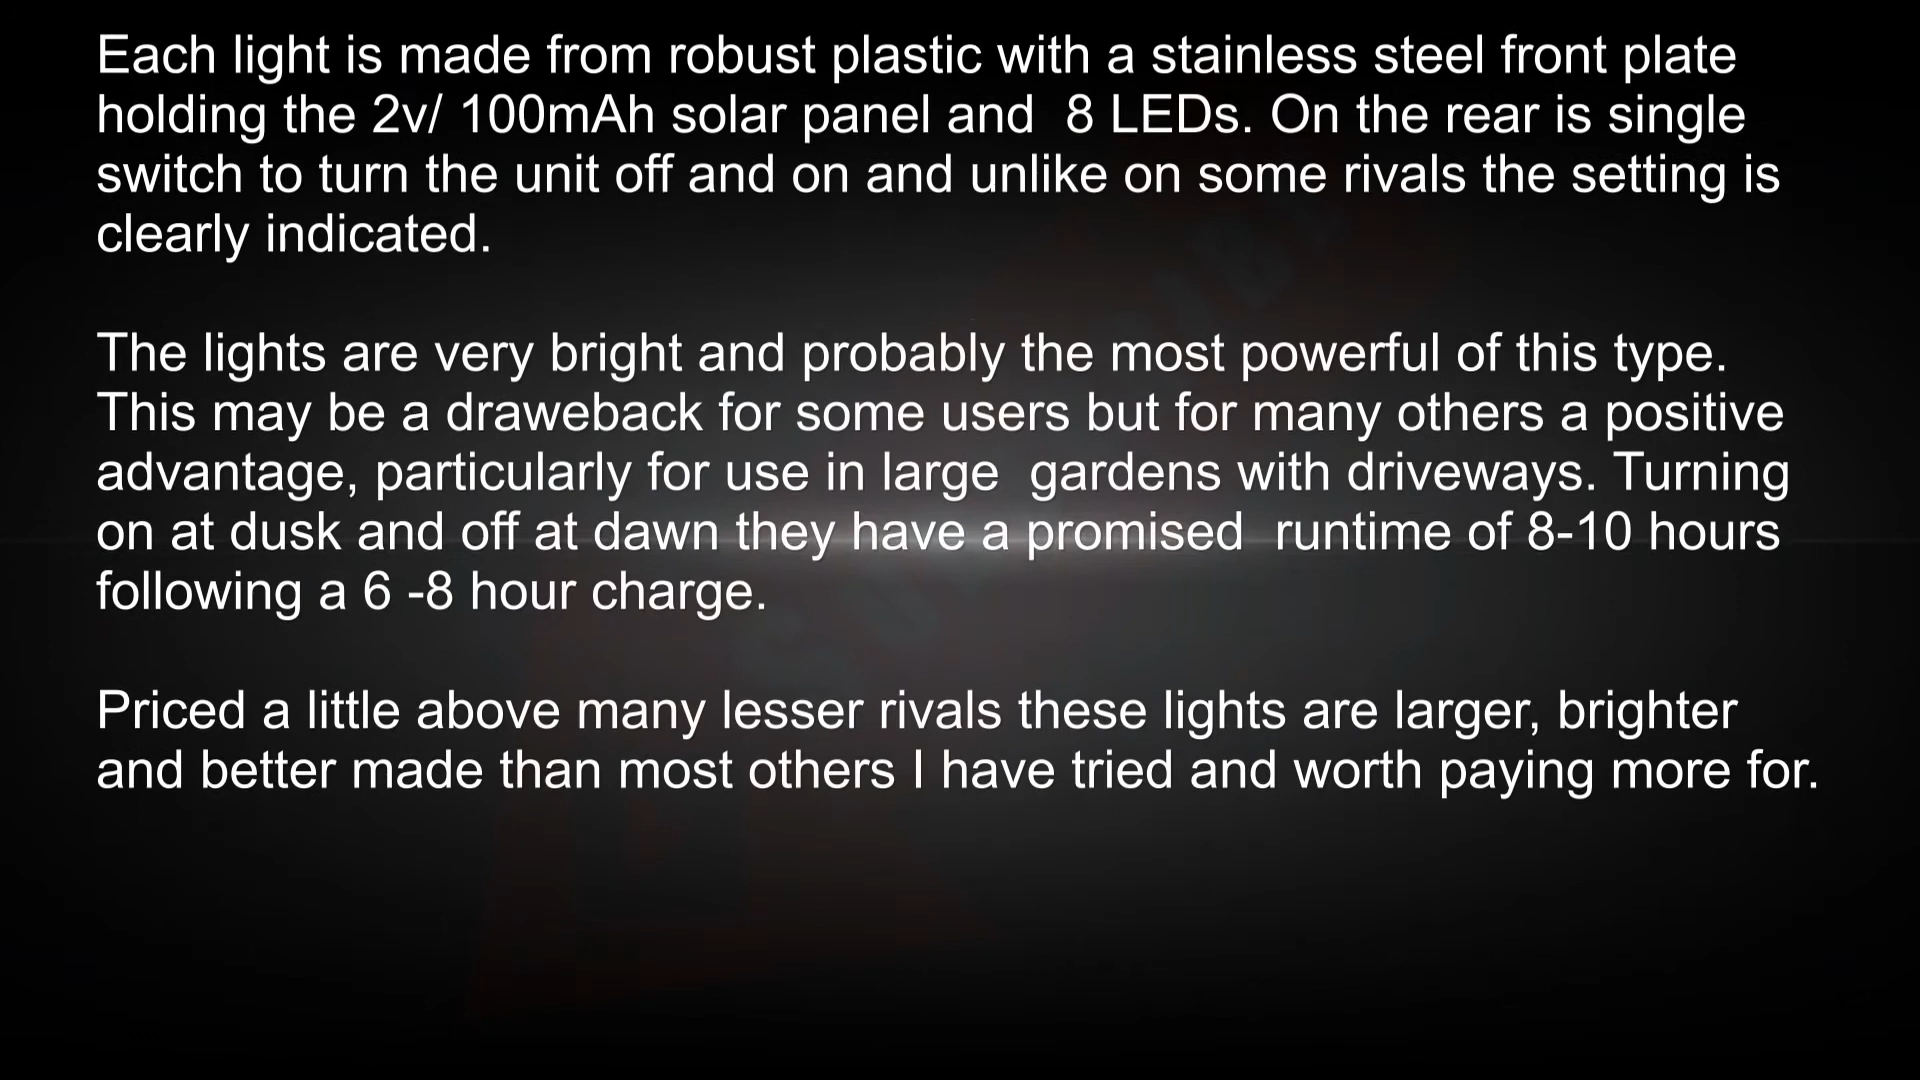 Each light is made from robust plastic with a stainless steel front plate
holding the 2v/ 100mAh solar panel and  8 LEDs. On the rear is single
switch to turn the unit off and on and unlike on some rivals the setting is
clearly indicated.
The lights are very bright and probably the most powerful of this type.
This may be a draweback for some users but for many others a positive
advantage, particularly for use in large  gardens with driveways. Turning
on at dusk and off at dawn they have a promised  runtime of 8-10 hours
following a 6 -8 hour charge.
Priced a little above many lesser rivals these lights are larger, brighter
and better made than most others I have tried and worth paying more for.